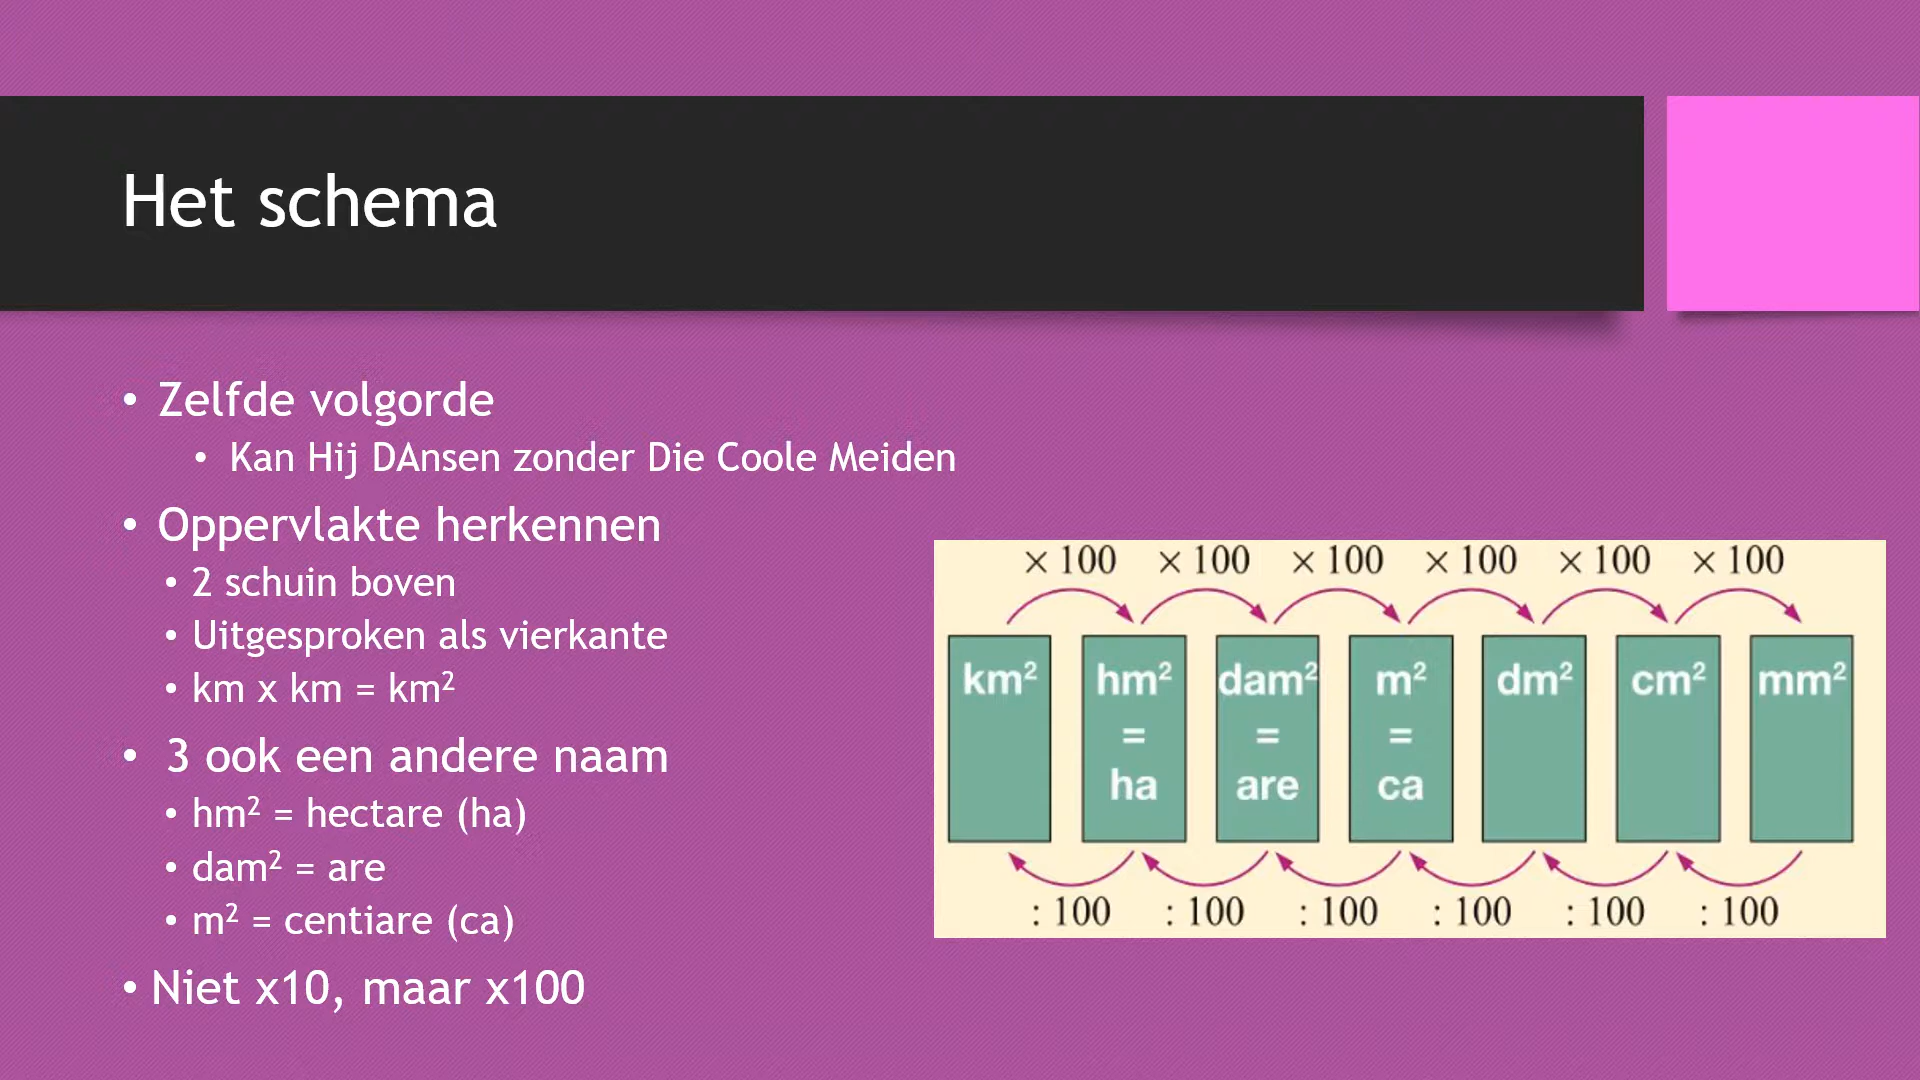 Het schema
• Zelfde volgorde
• Kan Hij DAnsen zonder Die Coole Meiden
• Oppervlakte herkennen
• 2 schuin boven
• Uitgesproken als vierkante
• km x km = km²
• 3 ook een andere naam
• hm² = hectare (ha)
• dam² = are
• m² = centiare (ca)
• Niet x10, maar x100
× 100 × 100 × 100 × 100 × 100 × 100
km² hm² dam² m² dm² cm² mm²
= = =
ha are ca
: 100 : 100 : 100 : 100 : 100 : 100